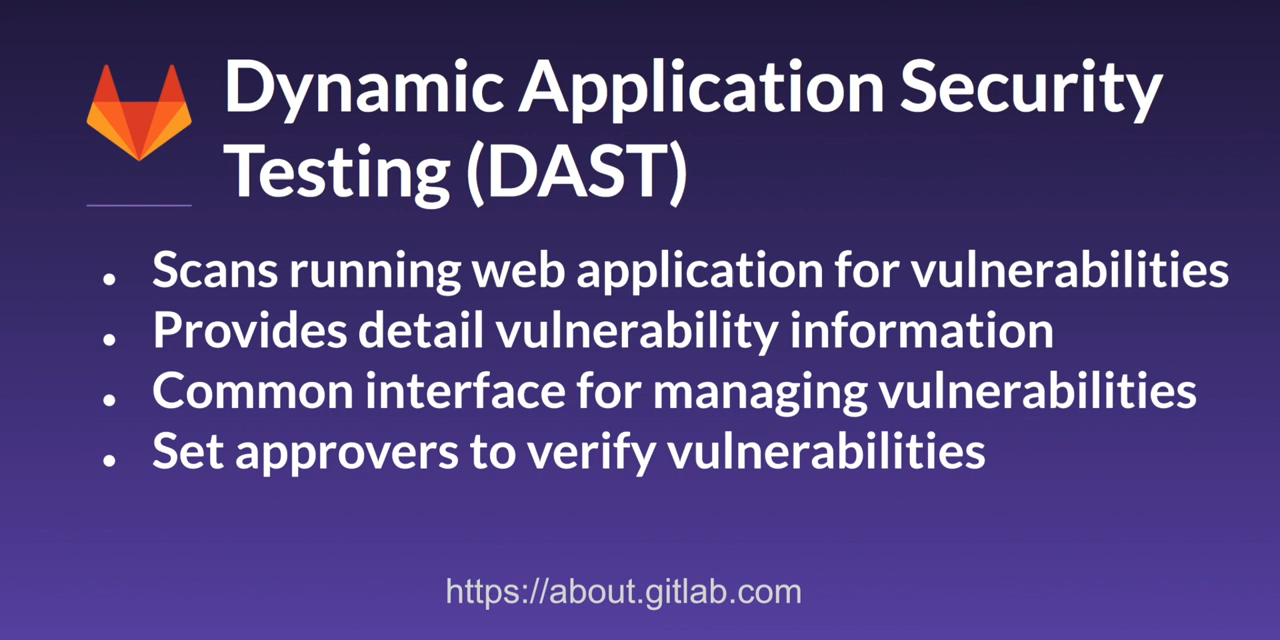 Dynamic Application Security
Testing (DAST)
• Scans running web application for vulnerabilities
• Provides detail vulnerability information
• Common interface for managing vulnerabilities
• Set approvers to verify vulnerabilities
https://about.gitlab.com